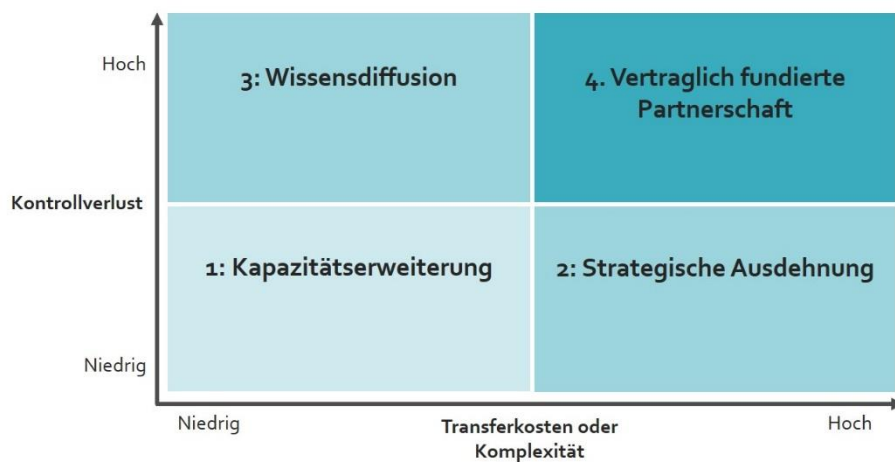 Hoch
3: Wissensdiffusion
4. Vertraglich fundierte
Partnerschaft
Kontrollverlust
1: Kapazitätserweiterung
2: Strategische Ausdehnung
Niedrig
Niedrig
Transferkosten oder
Komplexität
Hoch